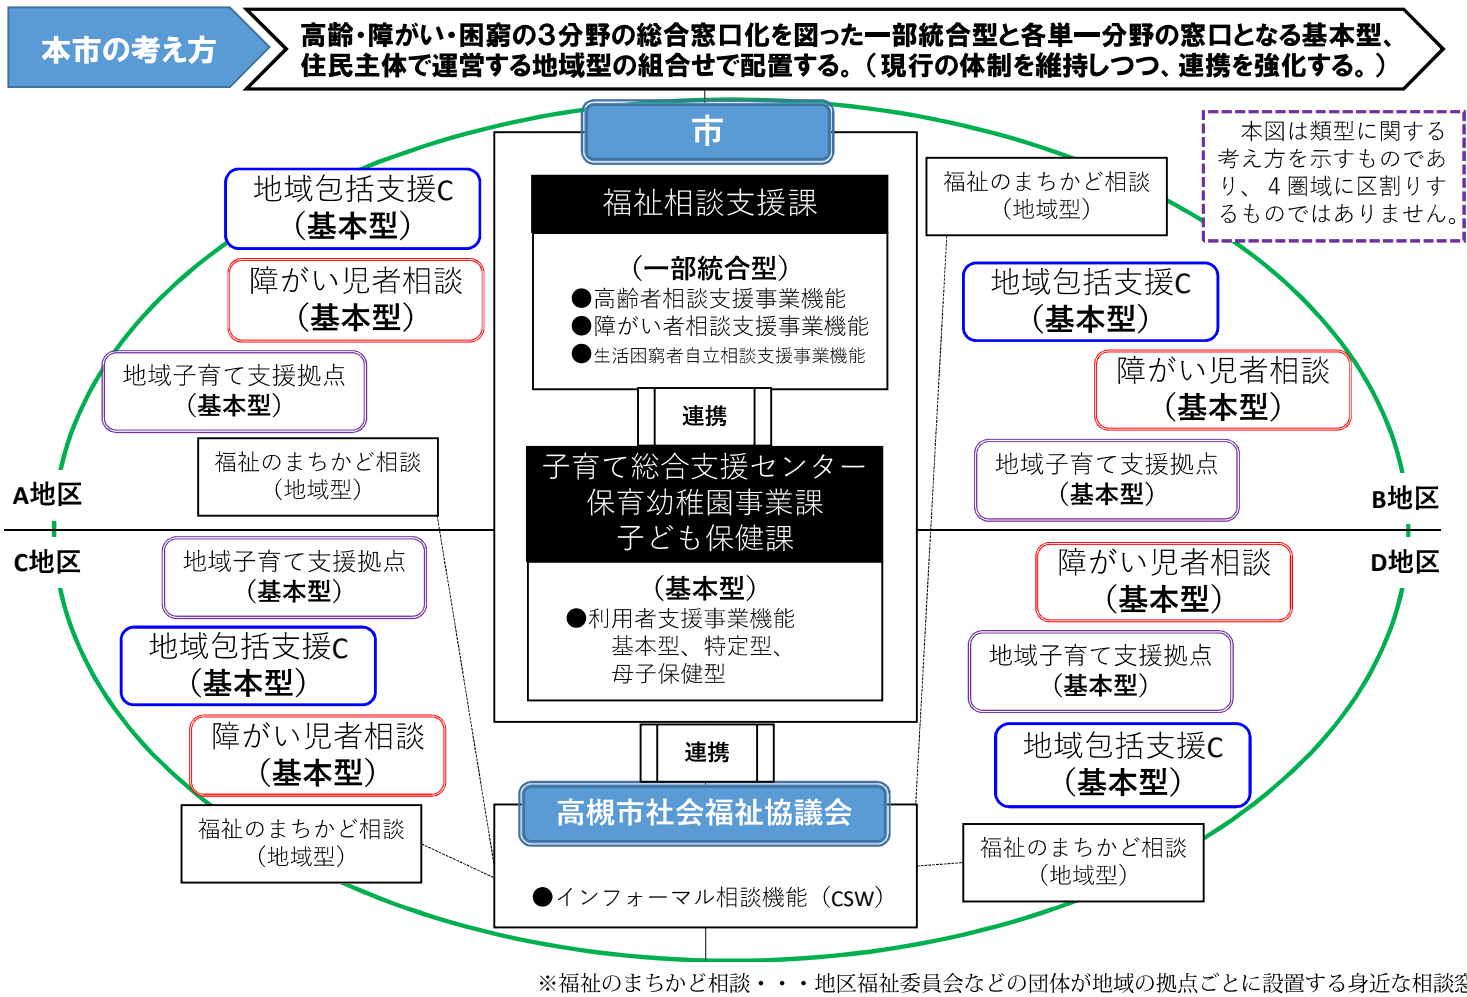 本市の考え方
高齢・障がい・困窮の３分野の総合窓口化を図った一部統合型と各単一分野の窓口となる基本型、
住民主体で運営する地域型の組合せで配置する。（現行の体制を維持しつつ、連携を強化する。）
本図は類型に関する
考え方を示すものであ
り、４圏域に区割りす
るものではありません。
市
福祉相談支援課
（一部統合型）
●高齢者相談支援事業機能
●障がい者相談支援事業機能
●生活困窮者自立相談支援事業機能
連携
子育て総合支援センター
保育幼稚園事業課
子ども保健課
（基本型）
●利用者支援事業機能
基本型、特定型、
母子保健型
連携
高槻市社会福祉協議会
●インフォーマル相談機能（CSW）
地域包括支援C
（基本型）
障がい児者相談
（基本型）
地域子育て支援拠点
（基本型）
福祉のまちかど相談
（地域型）
A地区
C地区
地域子育て支援拠点
（基本型）
地域包括支援C
（基本型）
障がい児者相談
（基本型）
福祉のまちかど相談
（地域型）
福祉のまちかど相談
（地域型）
地域包括支援C
（基本型）
障がい児者相談
（基本型）
地域子育て支援拠点
（基本型）
B地区
D地区
障がい児者相談
（基本型）
地域子育て支援拠点
（基本型）
地域包括支援C
（基本型）
福祉のまちかど相談
（地域型）
※福祉のまちかど相談・・・地区福祉委員会などの団体が地域の拠点ごとに設置する身近な相談窓